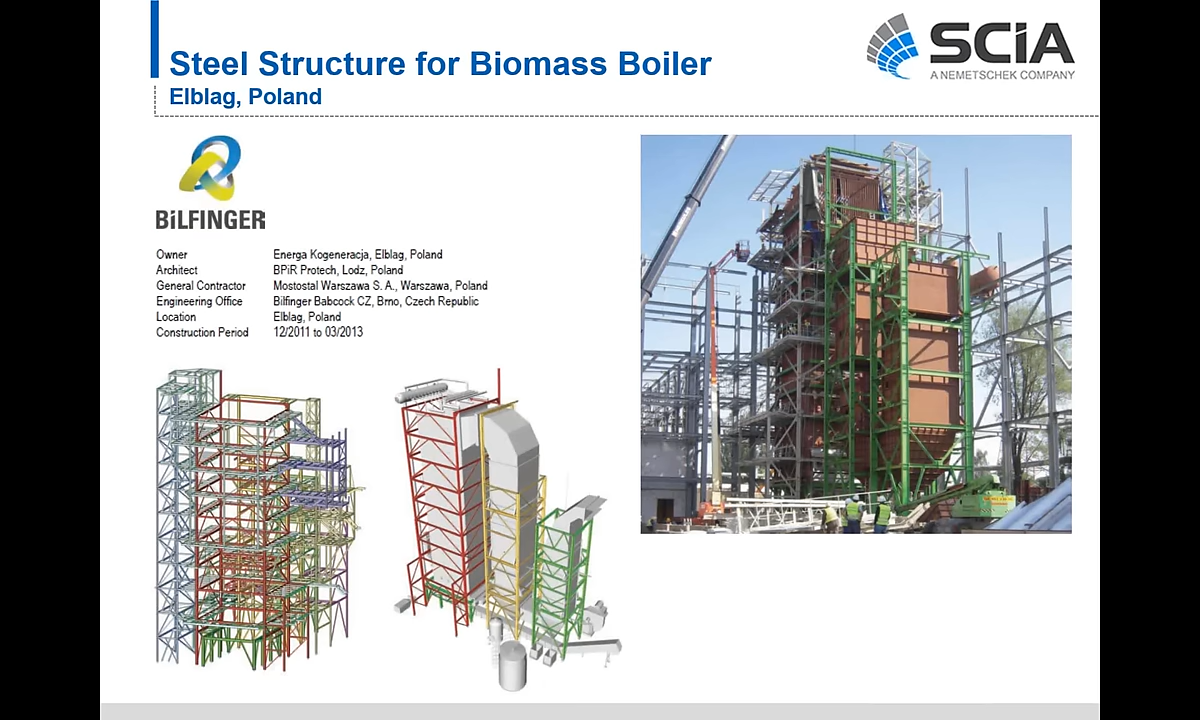 Steel Structure for Biomass Boiler
Elblag, Poland
SCiA
A NEMETSCHEK COMPANY
BiLFINGER
Owner Energa Kogeneracja, Elblag, Poland
Architect BPiR Protech, Lodz, Poland
General Contractor Mostostal Warszawa S. A., Warszawa, Poland
Engineering Office Bilfinger Babcock CZ, Brno, Czech Republic
Location Elblag, Poland
Construction Period 12/2011 to 03/2013